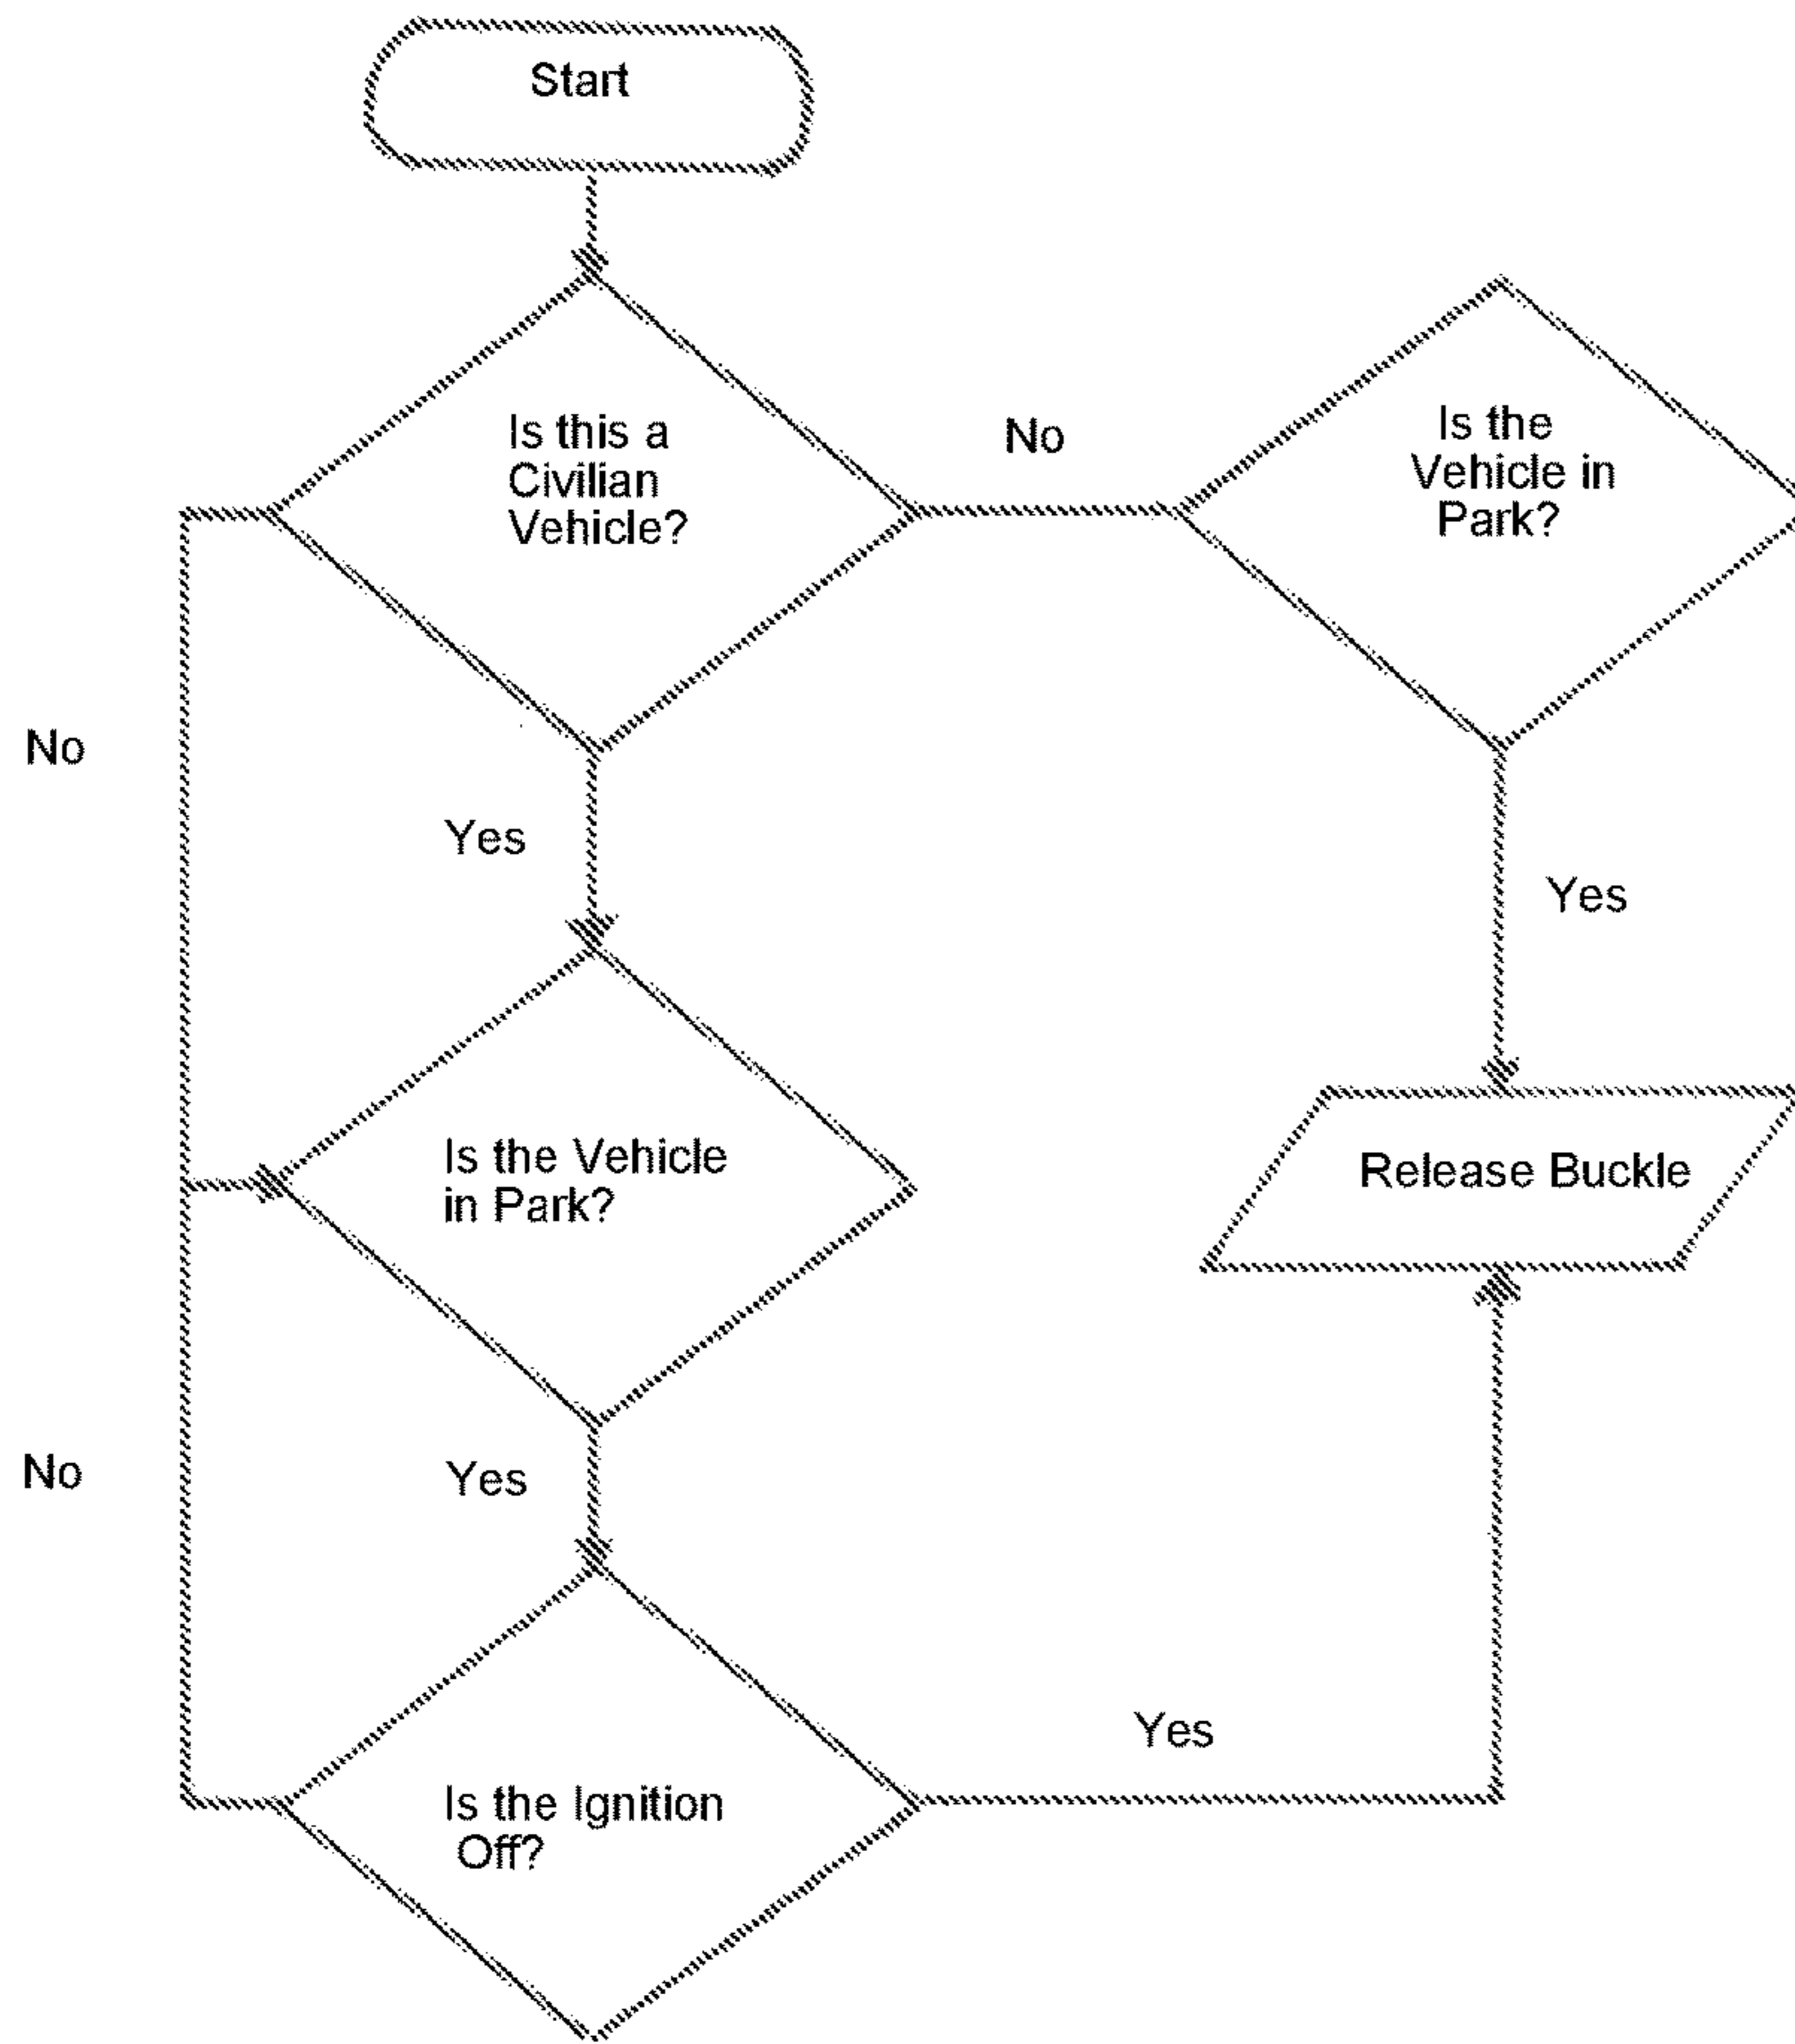 Start
Is this a
Civilian
Vehicle?
No
Is the
Vehicle in
Park?
No
Yes
Yes
Is the Vehicle
in Park?
Release Buckle
No
Yes
Yes
Is the Ignition
Off?